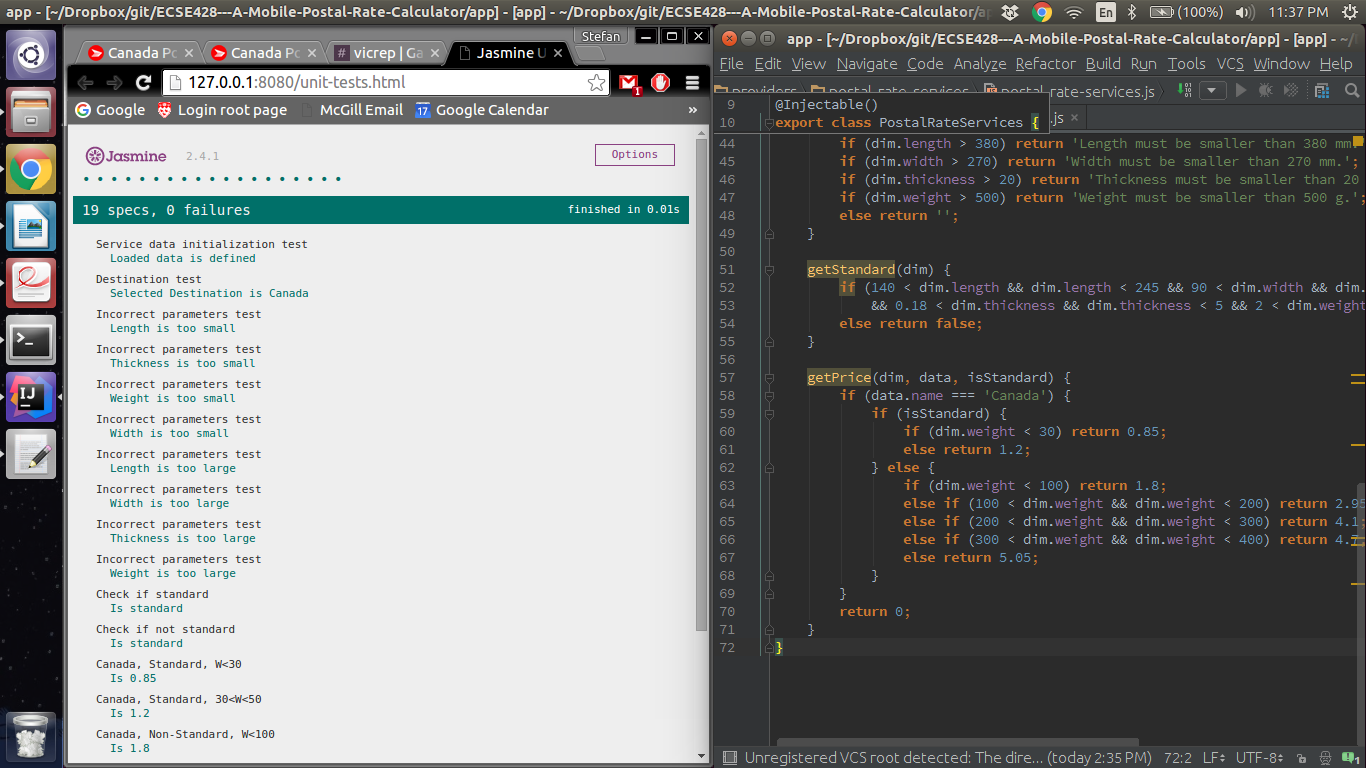 app - [~/Dropbox/git/ECSE428---A-Mobile-Postal-Rate-Calculator/app] - [app] - ~/Dropbox/git/ECSE428---A-Mobile-Postal-Rate-Calculator/ap
En
(100%)
11:37 PM
Stefan
Canada Po
Canada Po
vicrep | Ga
Jasmine U
127.0.0.1:8080/unit-tests.html
1
Google
Login root page
McGill Email
17
Google Calendar
»
Jasmine
2.4.1
Options
• • • • • • • • • • • • • • • • • • •
19 specs, 0 failures
finished in 0.01s
Service data initialization test
Loaded data is defined
Destination test
Selected Destination is Canada
Incorrect parameters test
Length is too small
Incorrect parameters test
Thickness is too small
Incorrect parameters test
Weight is too small
Incorrect parameters test
Width is too small
Incorrect parameters test
Length is too large
Incorrect parameters test
Width is too large
Incorrect parameters test
Thickness is too large
Incorrect parameters test
Weight is too large
Check if standard
Is standard
Check if not standard
Is standard
Canada, Standard, W<30
Is 0.85
Canada, Standard, 30<W<50
Is 1.2
Canada, Non-Standard, W<100
Is 1.8
app - [~/Dropbox/git/ECSE428---A-Mobile-Postal-Rate-Calculator/app] - [app] - ~/
File Edit View Navigate Code Analyze Refactor Build Run Tools VCS Window Help
providers
postal-rate-services
postal-rate-services.js
.js ×
9 @Injectable()
10 export class PostalRateServices {
44 if (dim.length > 380) return 'Length must be smaller than 380 mm
45 if (dim.width > 270) return 'Width must be smaller than 270 mm.';
46 if (dim.thickness > 20) return 'Thickness must be smaller than 20
47 if (dim.weight > 500) return 'Weight must be smaller than 500 g.';
48 else return '';
49 }
50
51 getStandard(dim) {
52 if (140 < dim.length && dim.length < 245 && 90 < dim.width && dim.
53 && 0.18 < dim.thickness && dim.thickness < 5 && 2 < dim.weight
54 else return false;
55 }
56
57 getPrice(dim, data, isStandard) {
58 if (data.name === 'Canada') {
59 if (isStandard) {
60 if (dim.weight < 30) return 0.85;
61 else return 1.2;
62 } else {
63 if (dim.weight < 100) return 1.8;
64 else if (100 < dim.weight && dim.weight < 200) return 2.95
65 else if (200 < dim.weight && dim.weight < 300) return 4.1;
66 else if (300 < dim.weight && dim.weight < 400) return 4.7
67 else return 5.05;
68 }
69 }
70 return 0;
71 }
72 }
Unregistered VCS root detected: The dire... (today 2:35 PM) 72:2 LF UTF-8 1